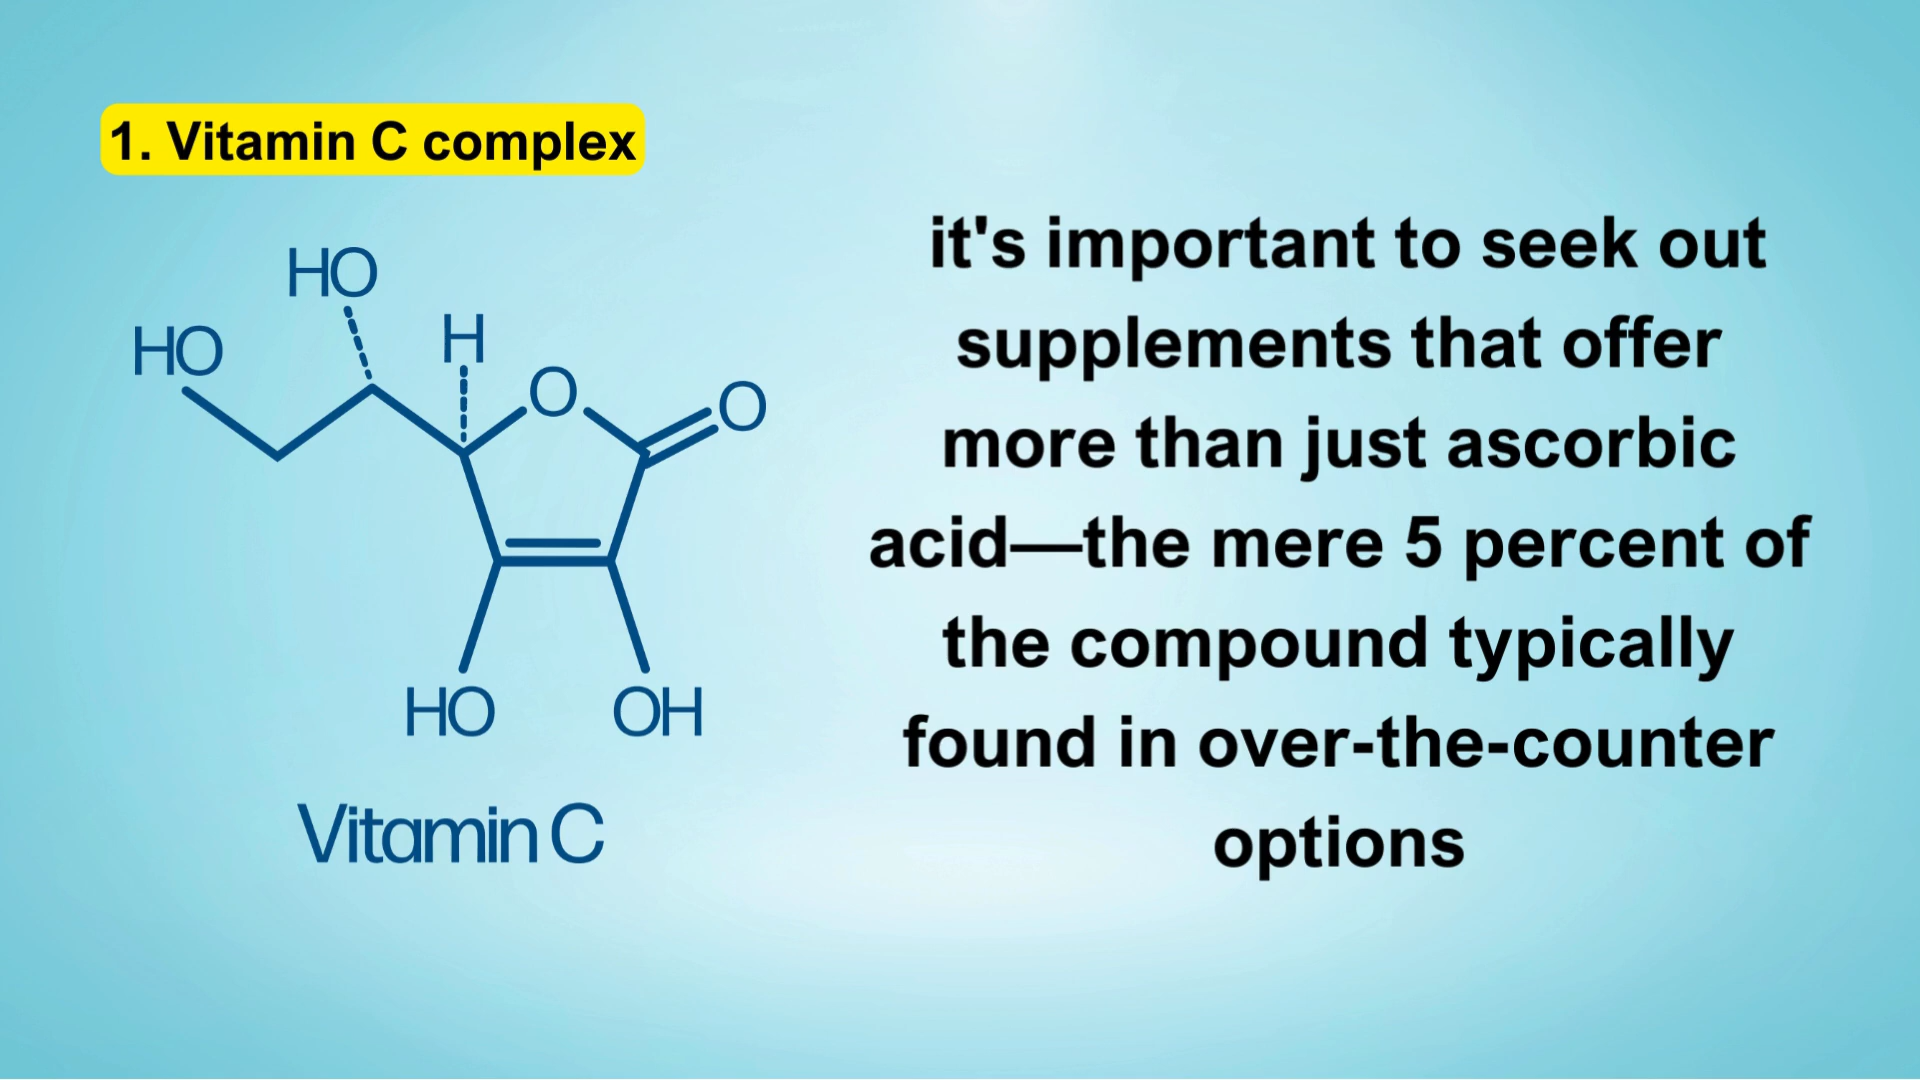 1. Vitamin C complex
HO
HO
H
O
O
HO
OH
Vitamin C
it's important to seek out
supplements that offer
more than just ascorbic
acid—the mere 5 percent of
the compound typically
found in over-the-counter
options